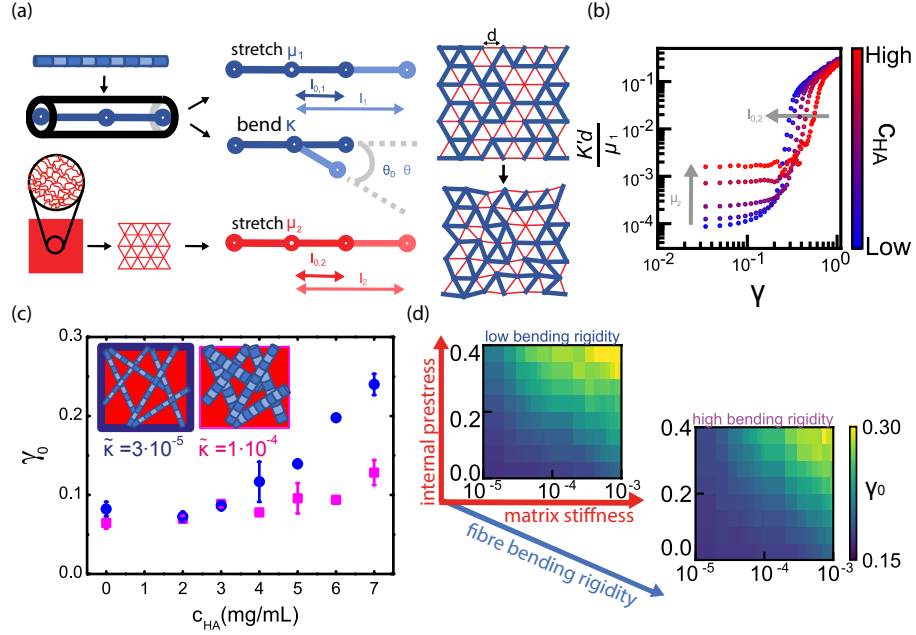 (a)
stretch μ1
l0,1
l1
bend κ
θ0 θ
stretch μ2
l0,2
l2
d
(b)
K'd
μ1
10-1
10-2
10-3
10-4
10-2
10-1
100
γ
l0,2
μ2
High
cHA
Low
(c)
0.3
0.2
0.1
0.0
γ0
κ̃ =3·10-5
κ̃ =1·10-4
0 1 2 3 4 5 6 7
cHA(mg/mL)
(d)
internal prestress
low bending rigidity
0.4
0.2
0.0
10-5
10-4
10-3
matrix stiffness
fibre bending rigidity
high bending rigidity
0.4
0.2
0.0
10-5
10-4
10-3
0.30
γ0
0.15